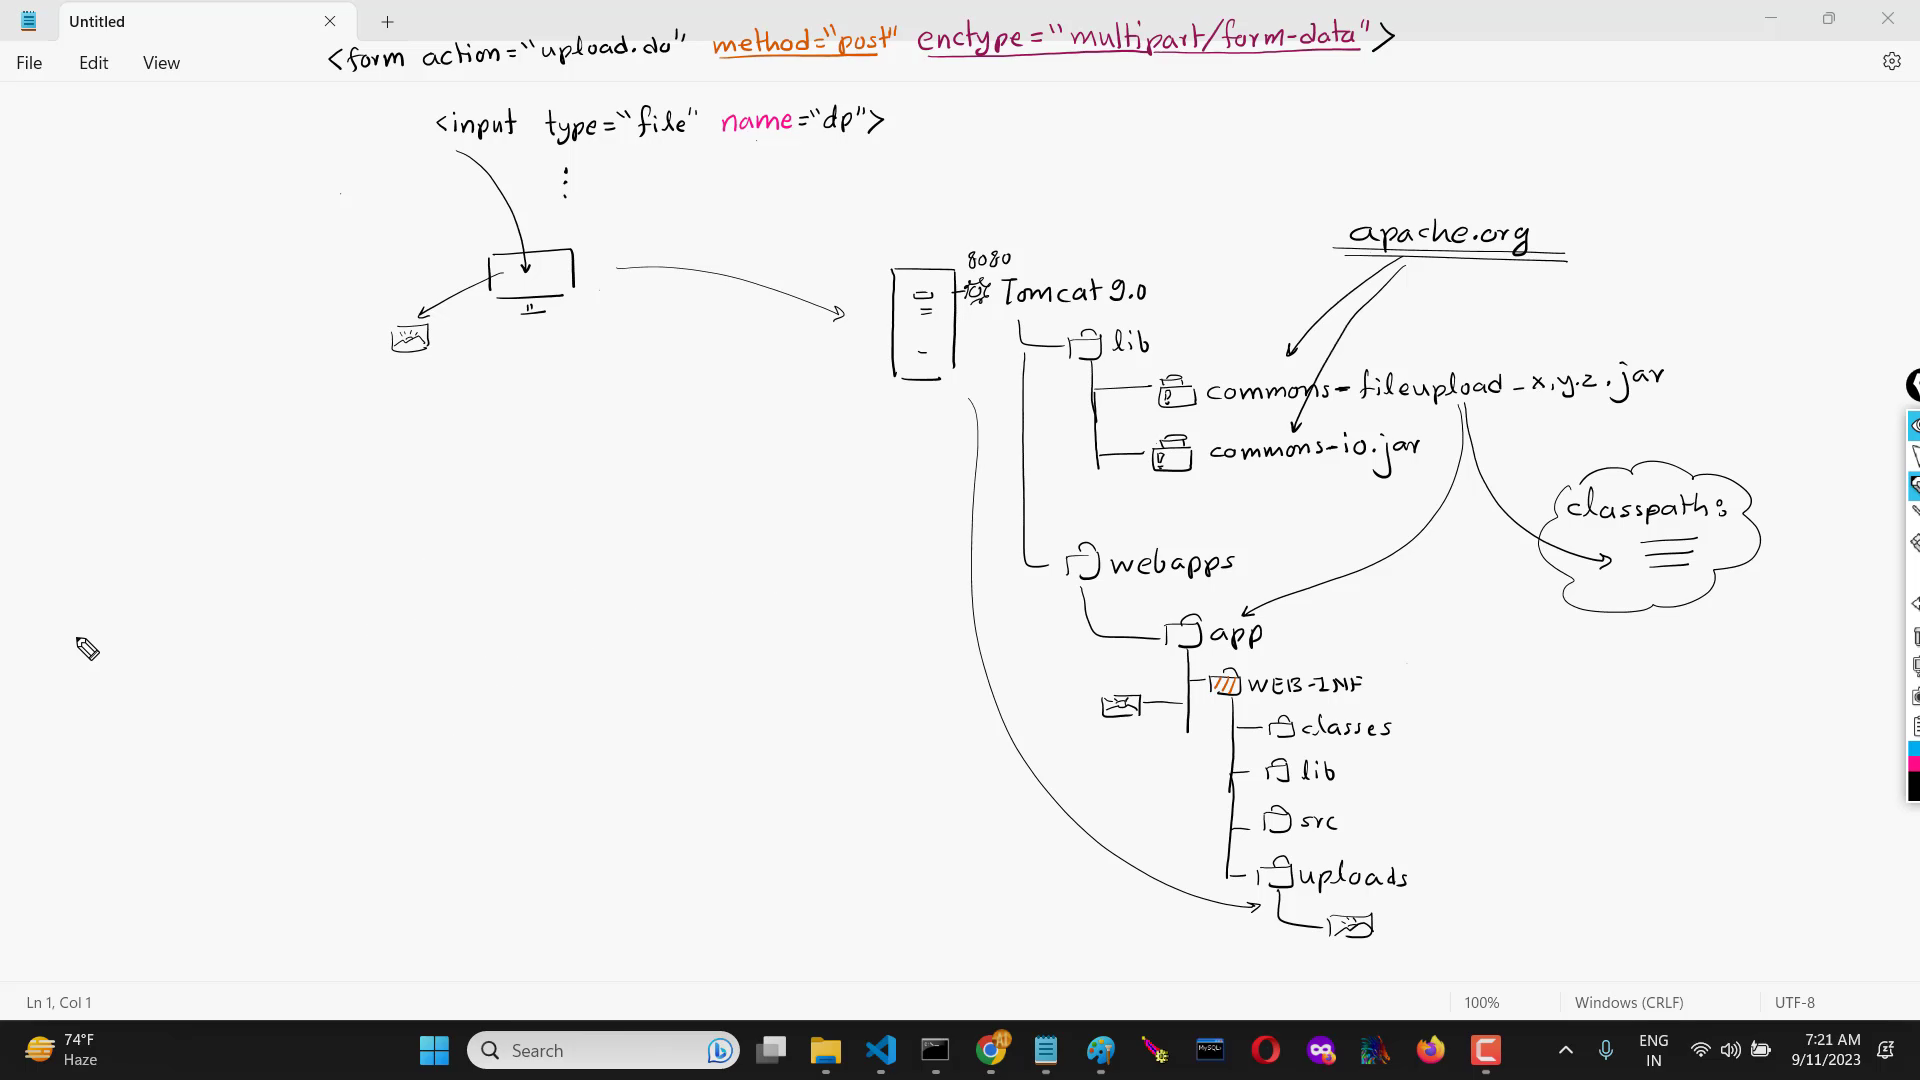 Untitled
<form action="upload.do" method="post" enctype="multipart/form-data">
File Edit View
<input type="file" name="dp">
apache.org
8080
Tomcat 9.0
lib
commons-fileupload-x.y.z.jar
commons-io.jar
classpath:
webapps
app
WEB-INF
classes
lib
src
uploads
Ln 1, Col 1 100% Windows (CRLF) UTF-8
74°F
Haze
Search
MySQL
ENG
IN
7:21 AM
9/11/2023